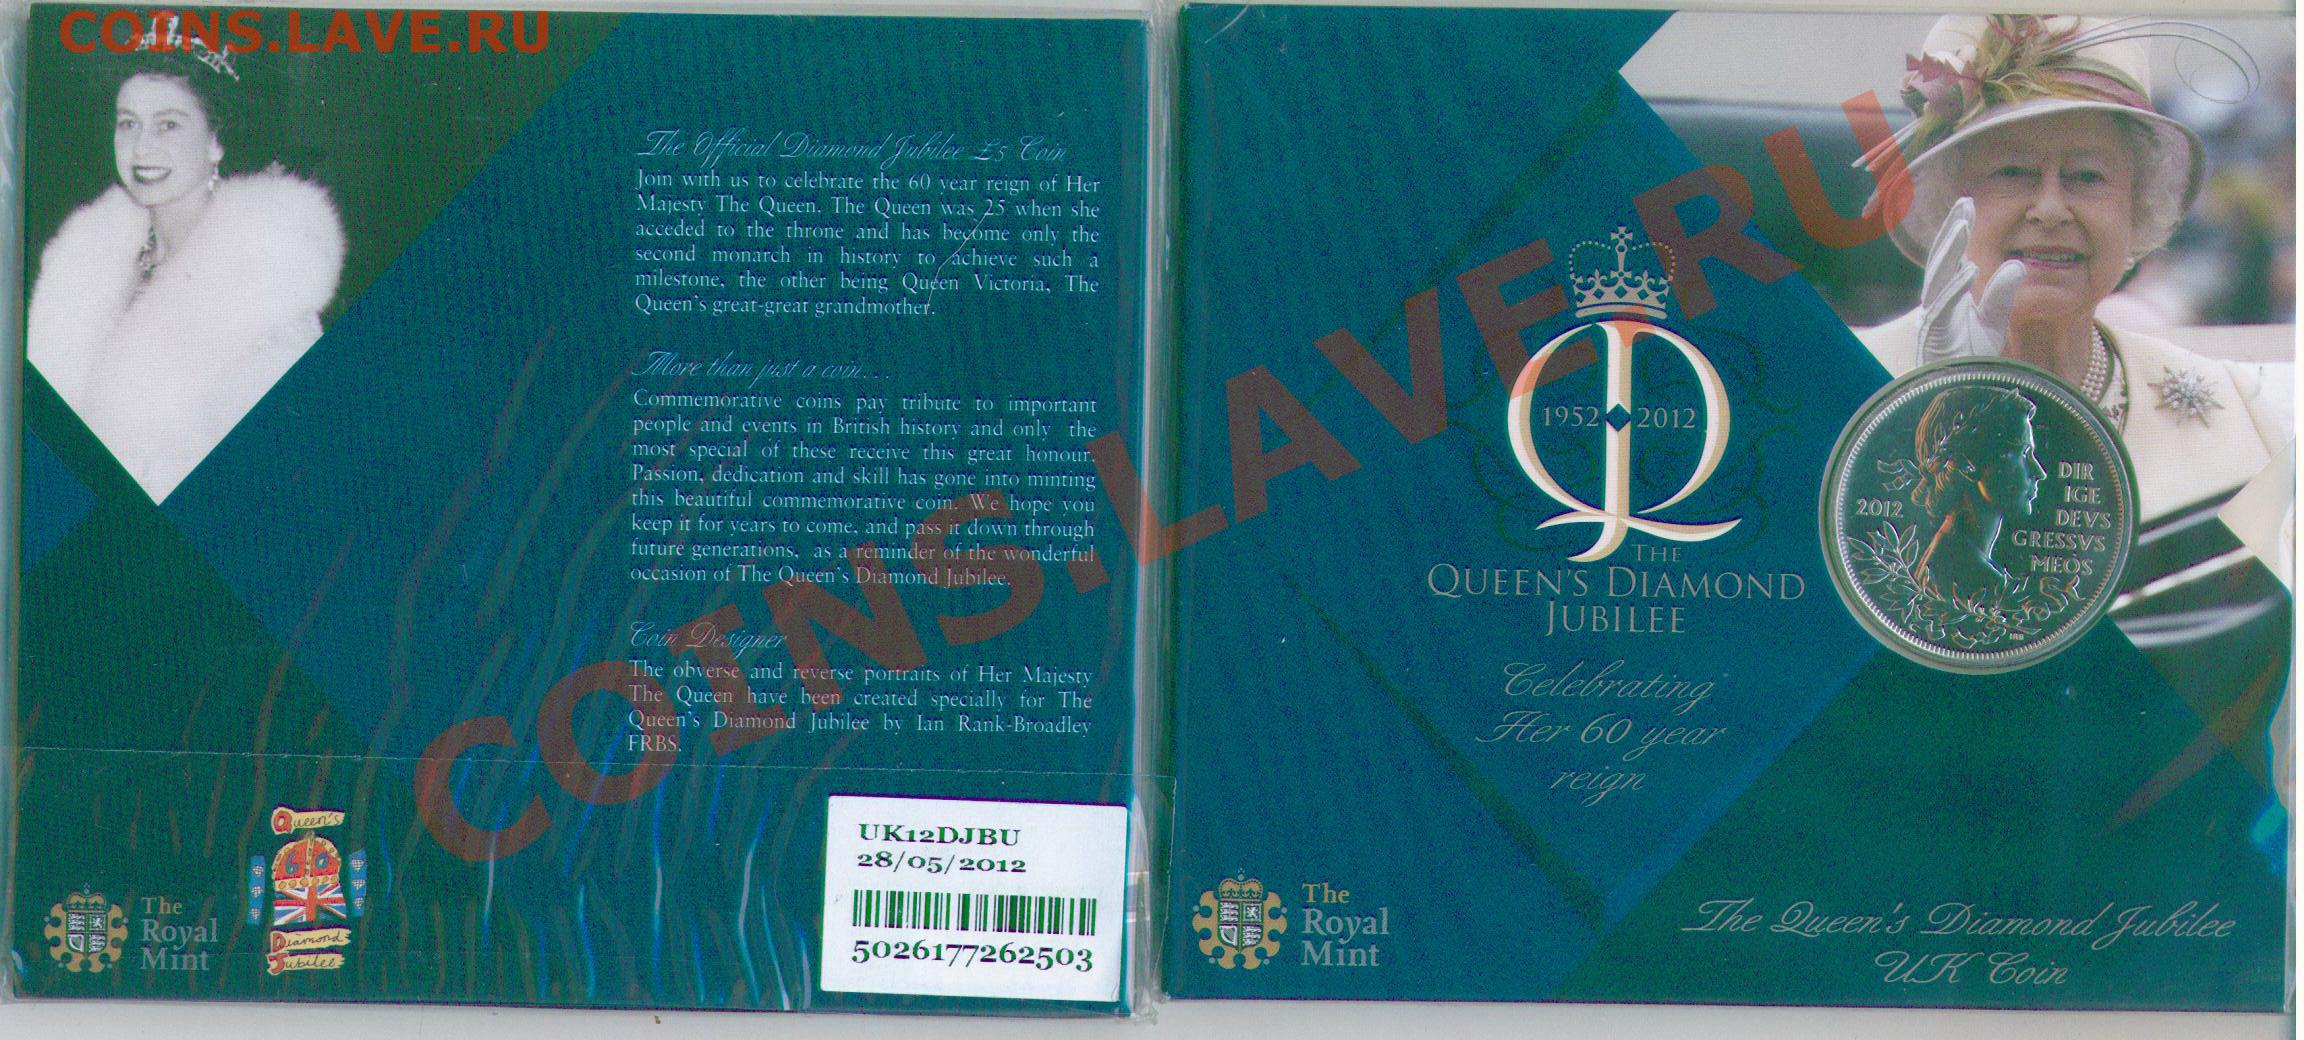 COINS.LAVE.RU
The Official Diamond Jubilee £5 Coin
Join with us to celebrate the 60 year reign of Her
Majesty The Queen. The Queen was 25 when she
acceded to the throne and has become only the
second monarch in history to achieve such a
milestone, the other being Queen Victoria, The
Queen's great-great grandmother.
More than just a coin...
Commemorative coins pay tribute to important
people and events in British history and only the
most special of these receive this great honour.
Passion, dedication and skill has gone into minting
this beautiful commemorative coin. We hope you
keep it for years to come, and pass it down through
future generations, as a reminder of the wonderful
occasion of The Queen's Diamond Jubilee.
Coin Designer
The obverse and reverse portraits of Her Majesty
The Queen have been created specially for The
Queen's Diamond Jubilee by Ian Rank-Broadley
FRBS.
The
Royal
Mint
Queen's
60
Diamond
Jubilee
UK12DJBU
28/05/2012
5026177262503
COINS.LAVE.RU
1952 2012
THE
QUEEN'S DIAMOND
JUBILEE
Celebrating
Her 60 year
reign
2012
DIR
IGE
DEVS
GRESSVS
MEOS
IRB
The
Royal
Mint
The Queen's Diamond Jubilee
UK Coin